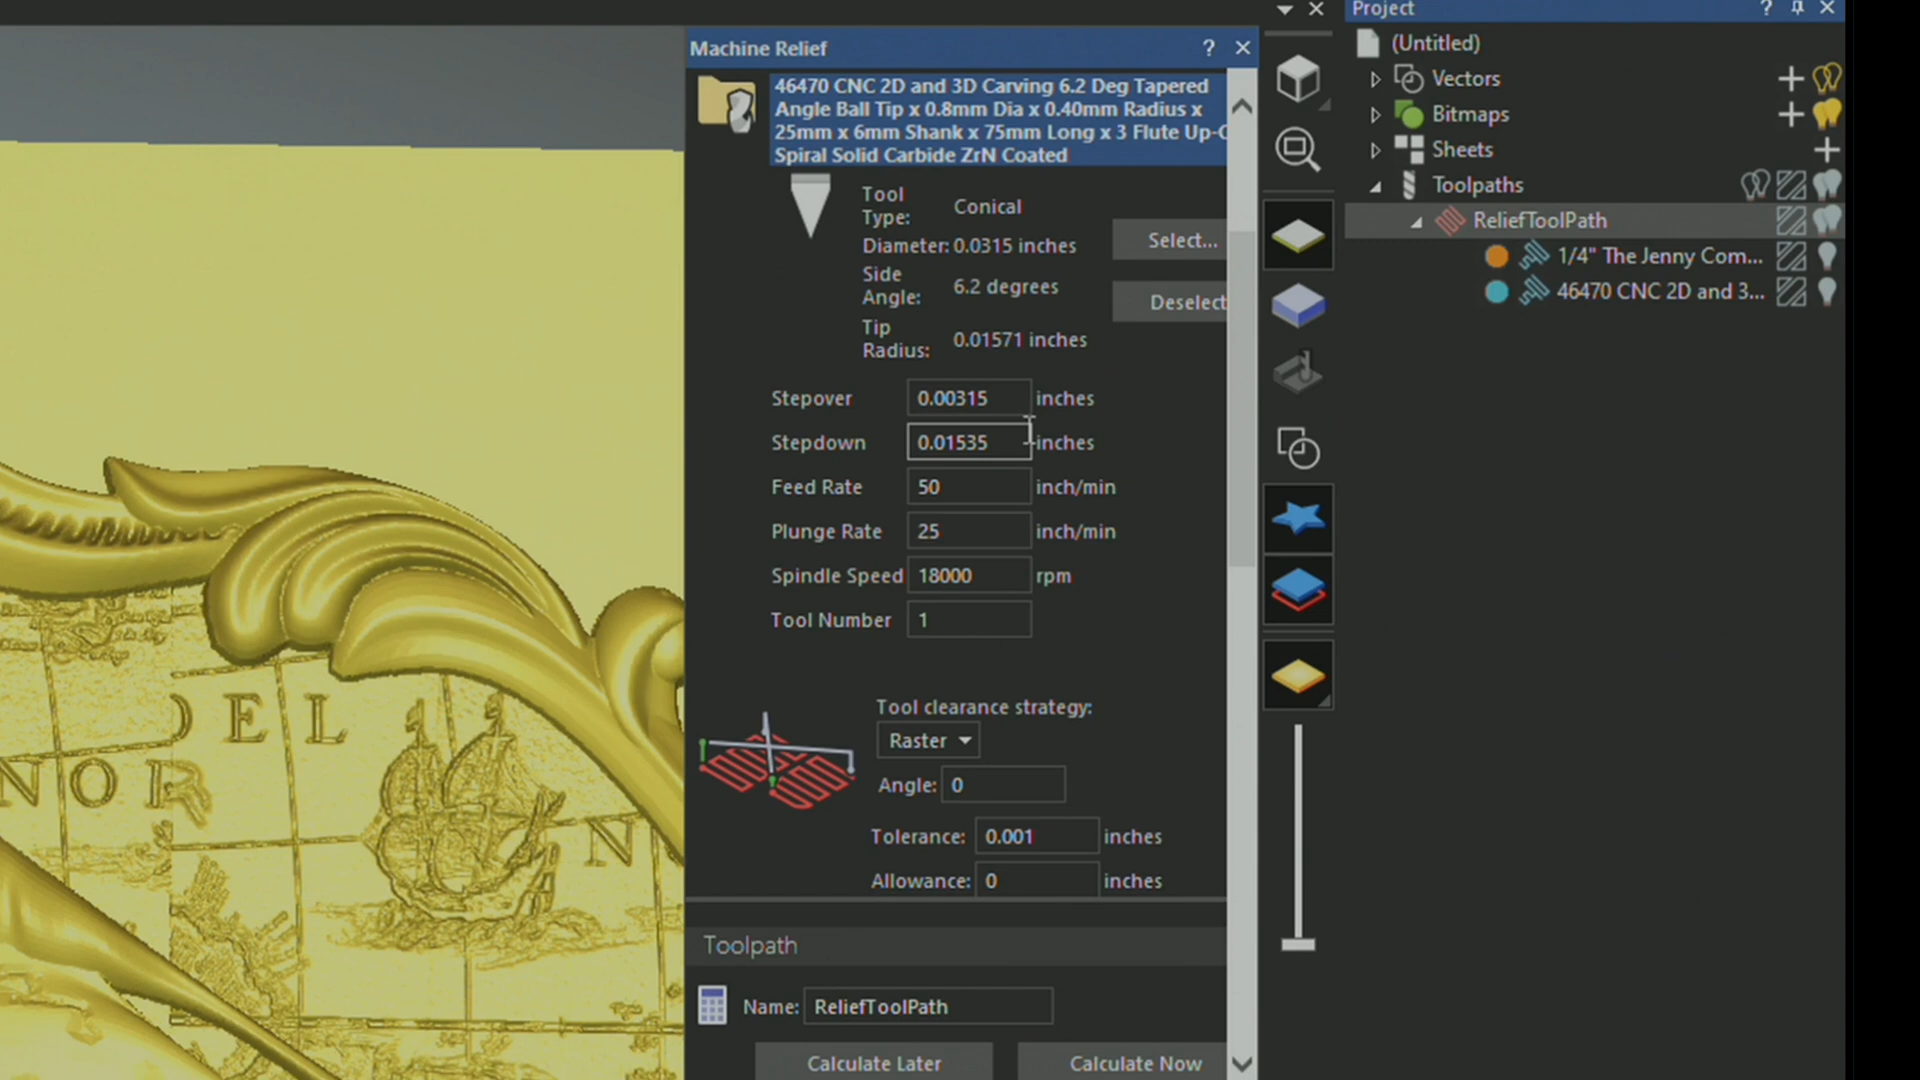 Machine Relief ?
46470 CNC 2D and 3D Carving 6.2 Deg Tapered
Angle Ball Tip x 0.8mm Dia x 0.40mm Radius x
25mm x 6mm Shank x 75mm Long x 3 Flute Up-C
Spiral Solid Carbide ZrN Coated
Tool
Type: Conical
Diameter: 0.0315 inches
Side
Angle: 6.2 degrees
Tip
Radius: 0.01571 inches
Select...
Deselect
Stepover 0.00315 inches
Stepdown 0.01535 inches
Feed Rate 50 inch/min
Plunge Rate 25 inch/min
Spindle Speed 18000 rpm
Tool Number 1
Tool clearance strategy:
Raster
Angle: 0
Tolerance: 0.001 inches
Allowance: 0 inches
Toolpath
Name: ReliefToolPath
Calculate Later Calculate Now
Project ?
(Untitled)
Vectors
Bitmaps
Sheets
Toolpaths
ReliefToolPath
1/4" The Jenny Com...
46470 CNC 2D and 3...
D E L
N O R
N